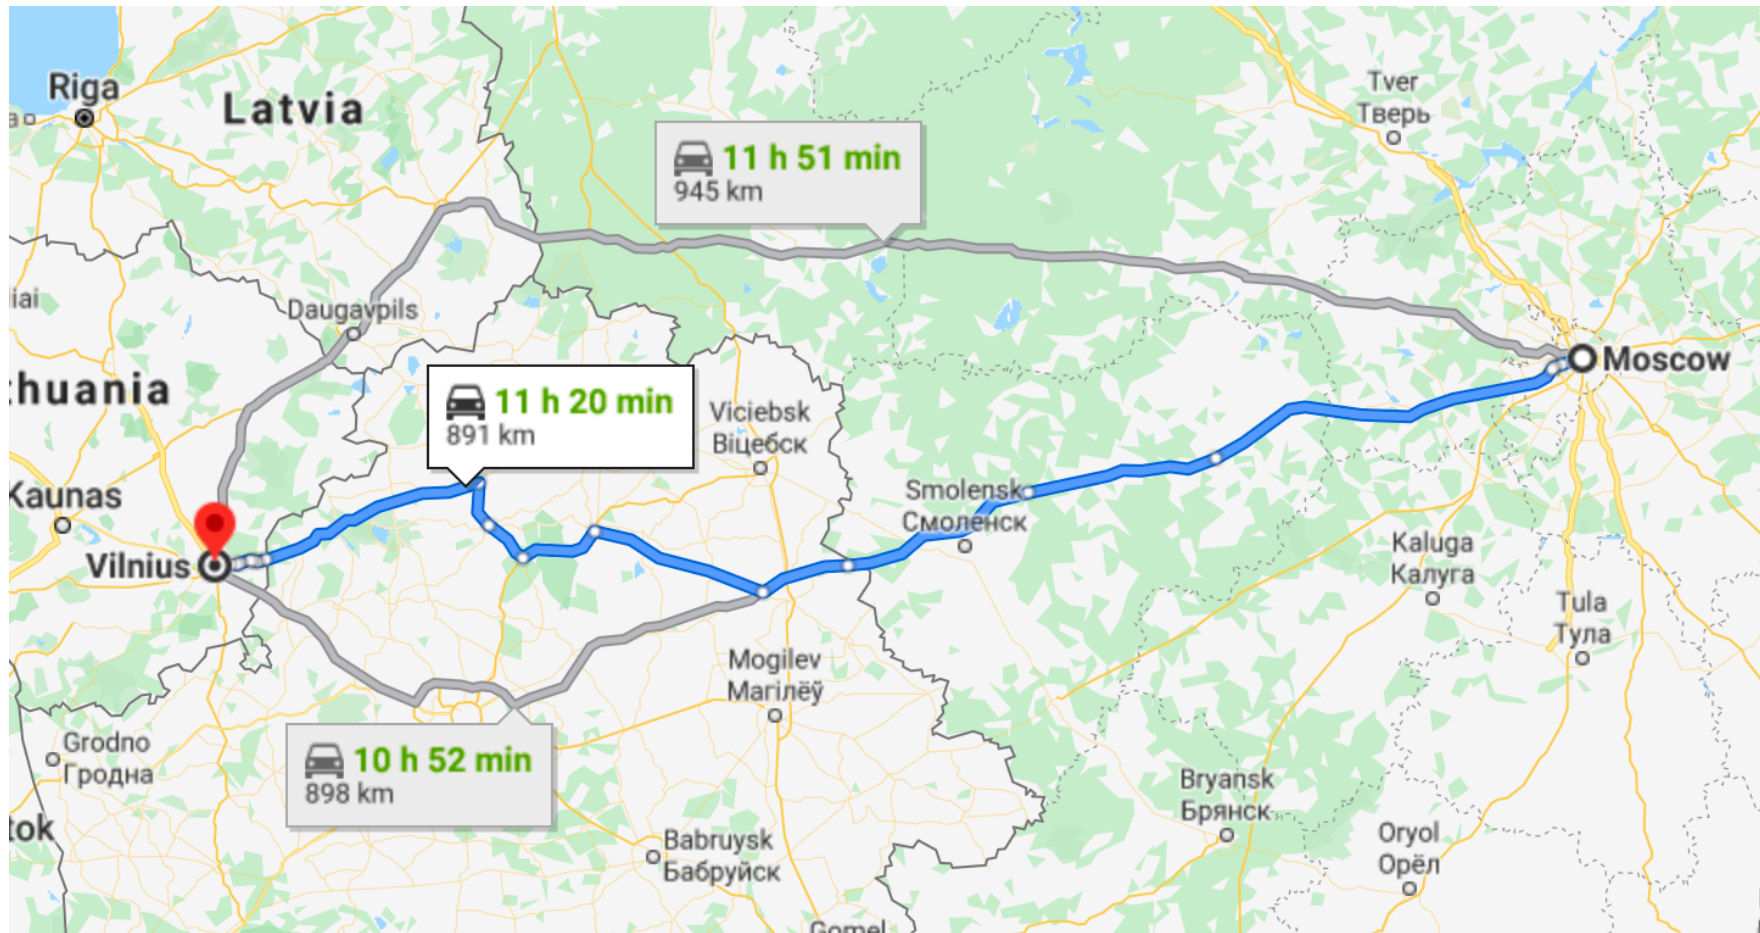 Riga
Latvia
Tver
Тверь
11 h 51 min
945 km
iai
Daugavpils
Moscow
huania
11 h 20 min
891 km
Viciebsk
Віцебск
Kaunas
Smolensk
Смоленск
Vilnius
Kaluga
Калуга
Tula
Тула
Mogilev
Магілёў
Grodno
Гродна
10 h 52 min
898 km
Bryansk
Брянск
tok
Babruysk
Бабруйск
Oryol
Орёл
Gomel